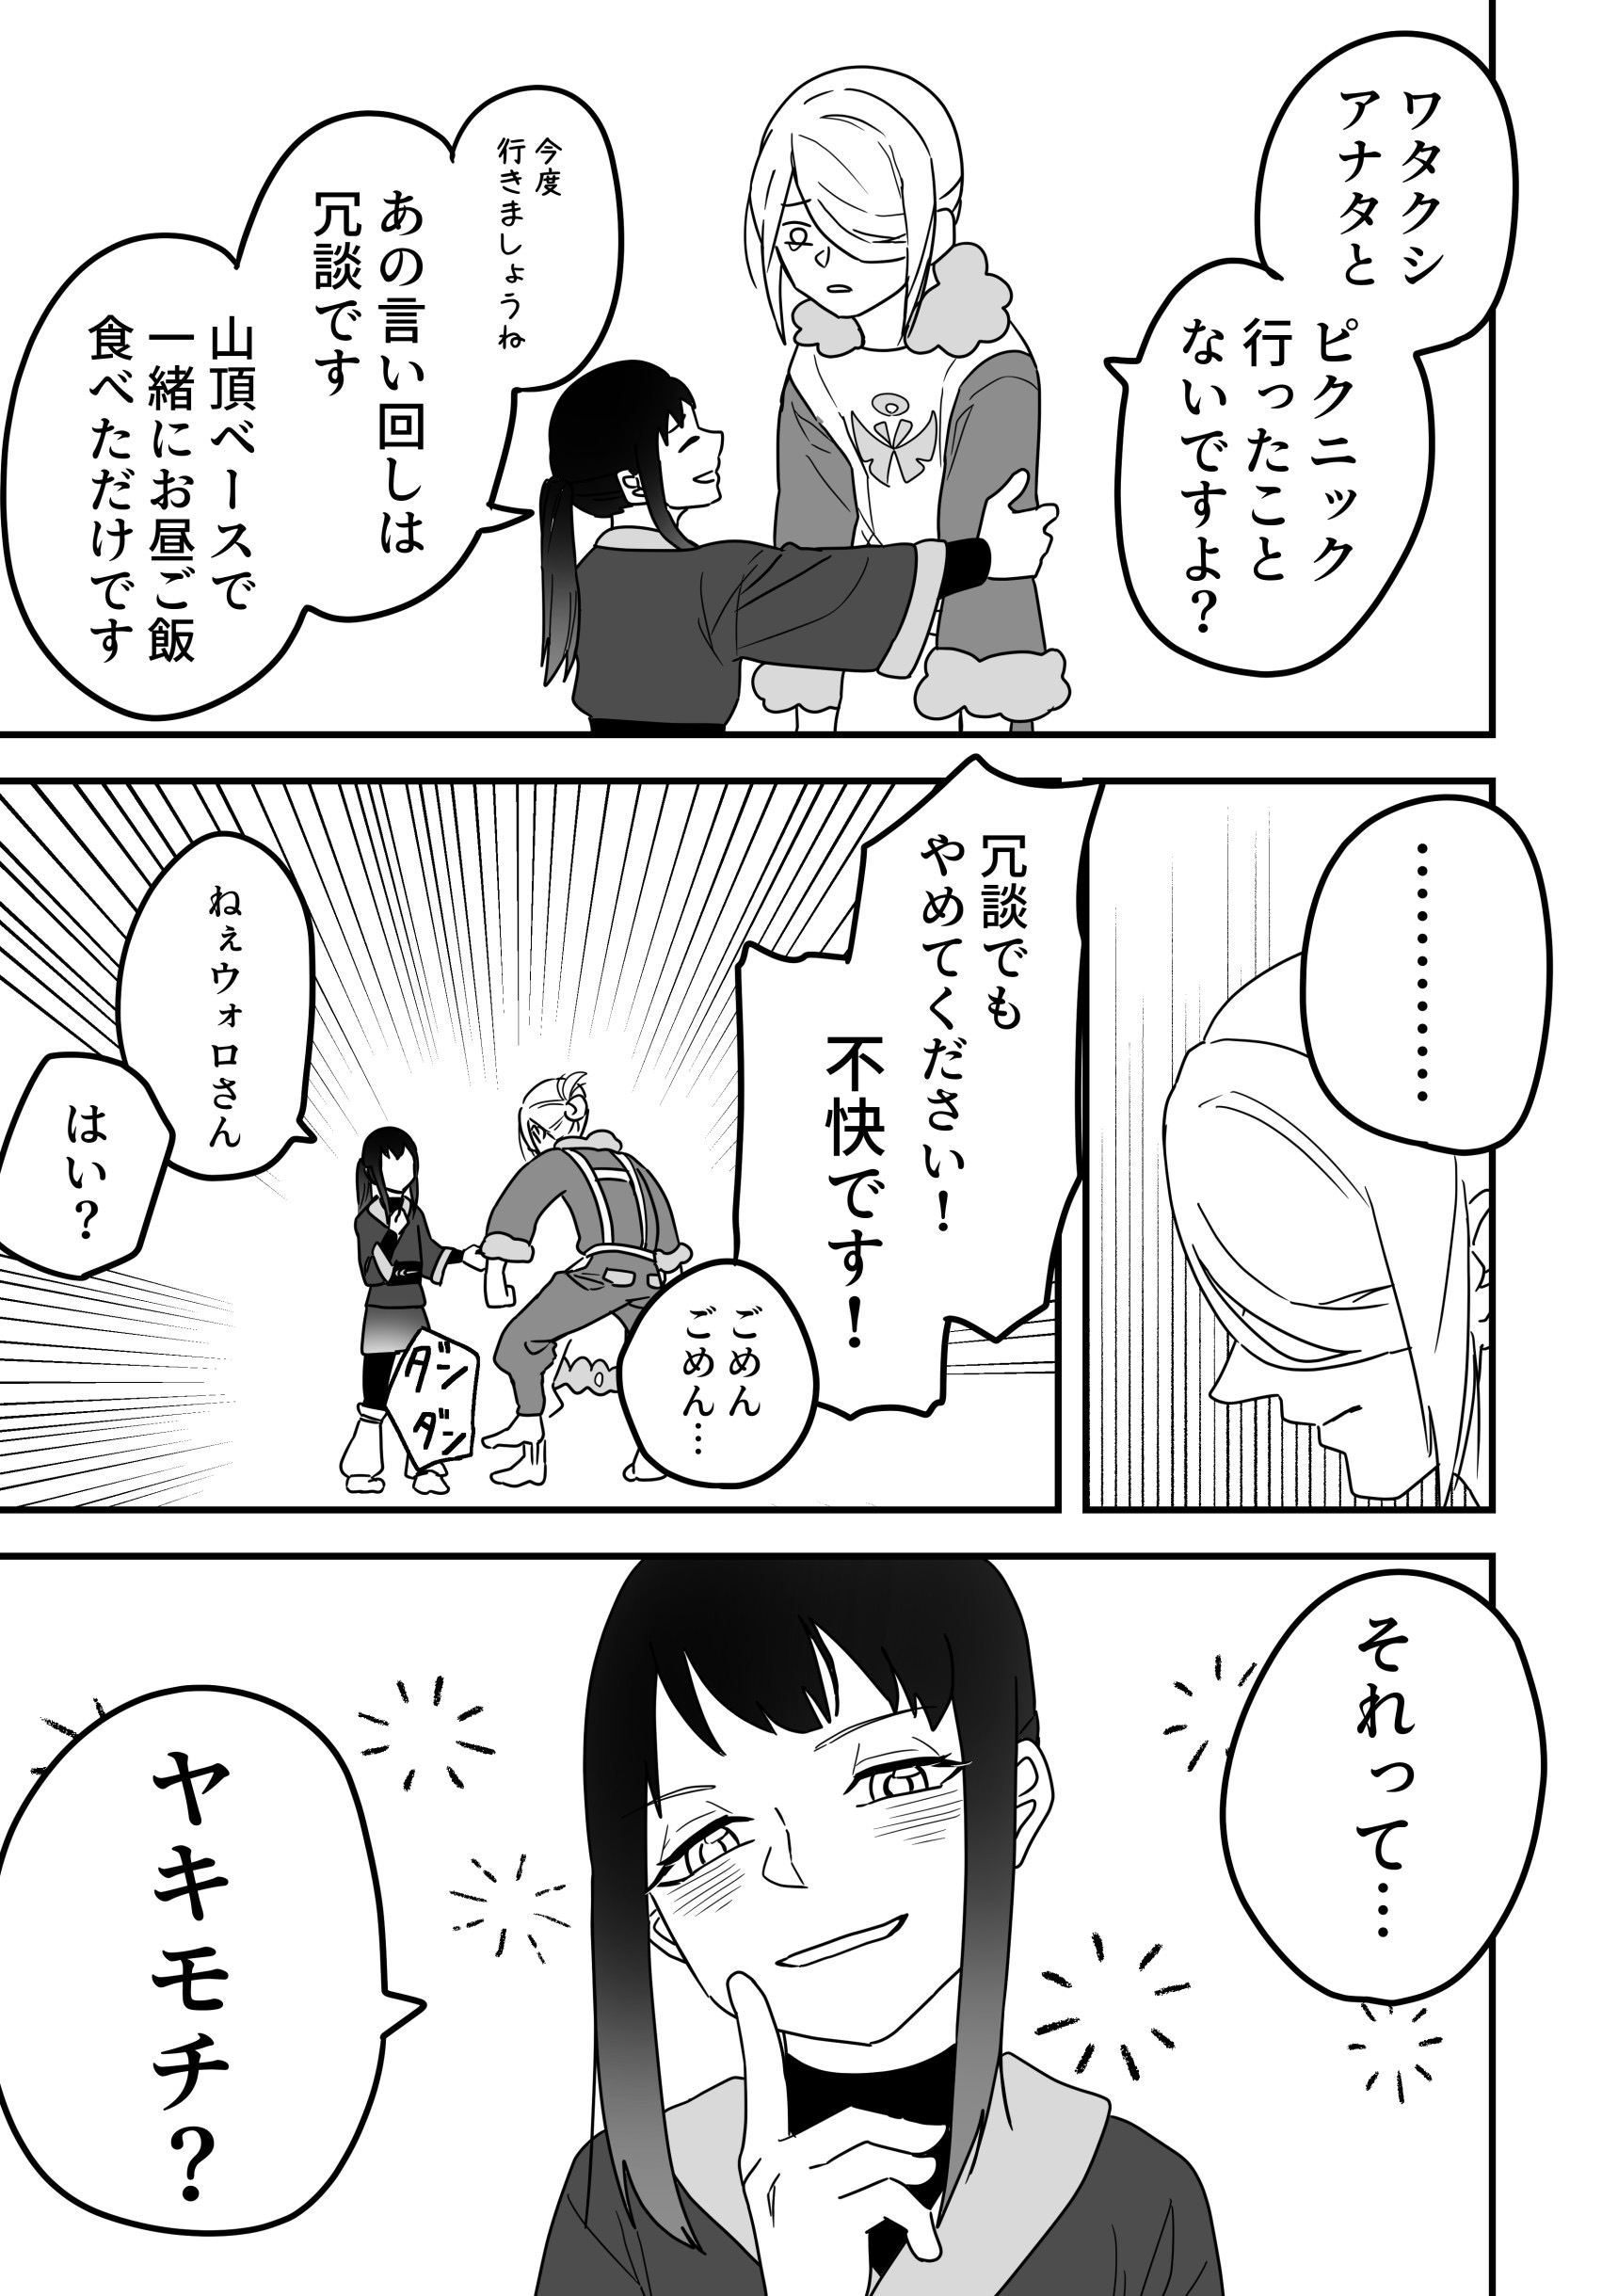 ワタクシ
アナタと
ピクニック
行ったこと
ないですよ?
今度
行きましょうね
あの言い回しは
冗談です
山頂ベースで
一緒にお昼ご飯
食べただけです
…………
冗談でも
やめてください!
不快です!
ごめん
ごめん…
ダン
ダン
ねぇウォロさん
はい?
それって…
ヤキモチ?